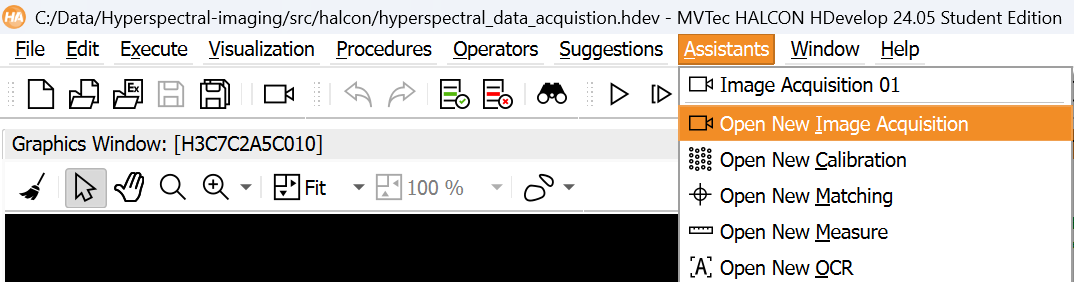 HA C:/Data/Hyperspectral-imaging/src/halcon/hyperspectral_data_acquistion.hdev - MVTec HALCON HDevelop 24.05 Student Edition
File Edit Execute Visualization Procedures Operators Suggestions Assistants Window Help
Ex
Image Acquisition 01
Open New Image Acquisition
Graphics Window: [H3C7C2A5C010]
Open New Calibration
Fit 100 %
Open New Matching
Open New Measure
[A] Open New OCR